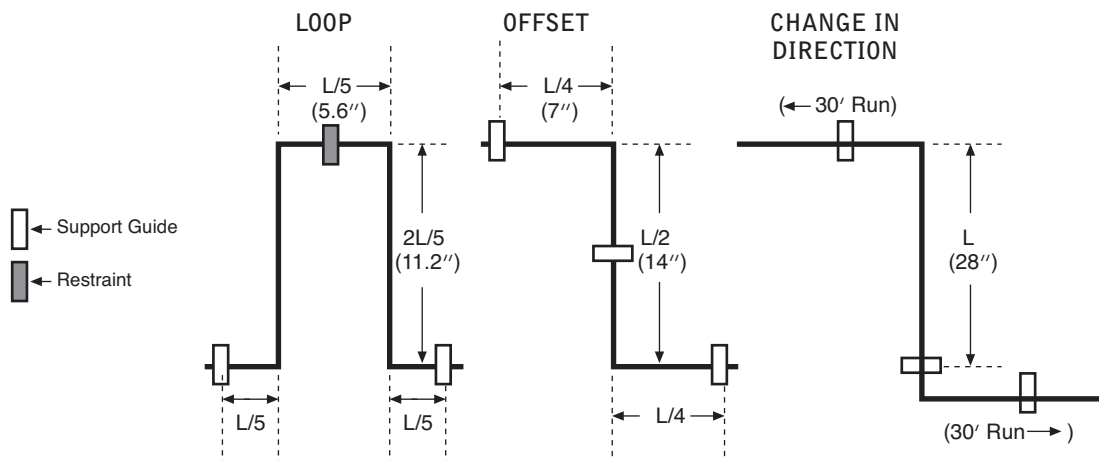 LOOP
L/5
(5.6″)
2L/5
(11.2″)
L/5
L/5
OFFSET
L/4
(7″)
L/2
(14″)
L/4
CHANGE IN
DIRECTION
(← 30′ Run)
L
(28″)
(30′ Run→ )
← Support Guide
← Restraint